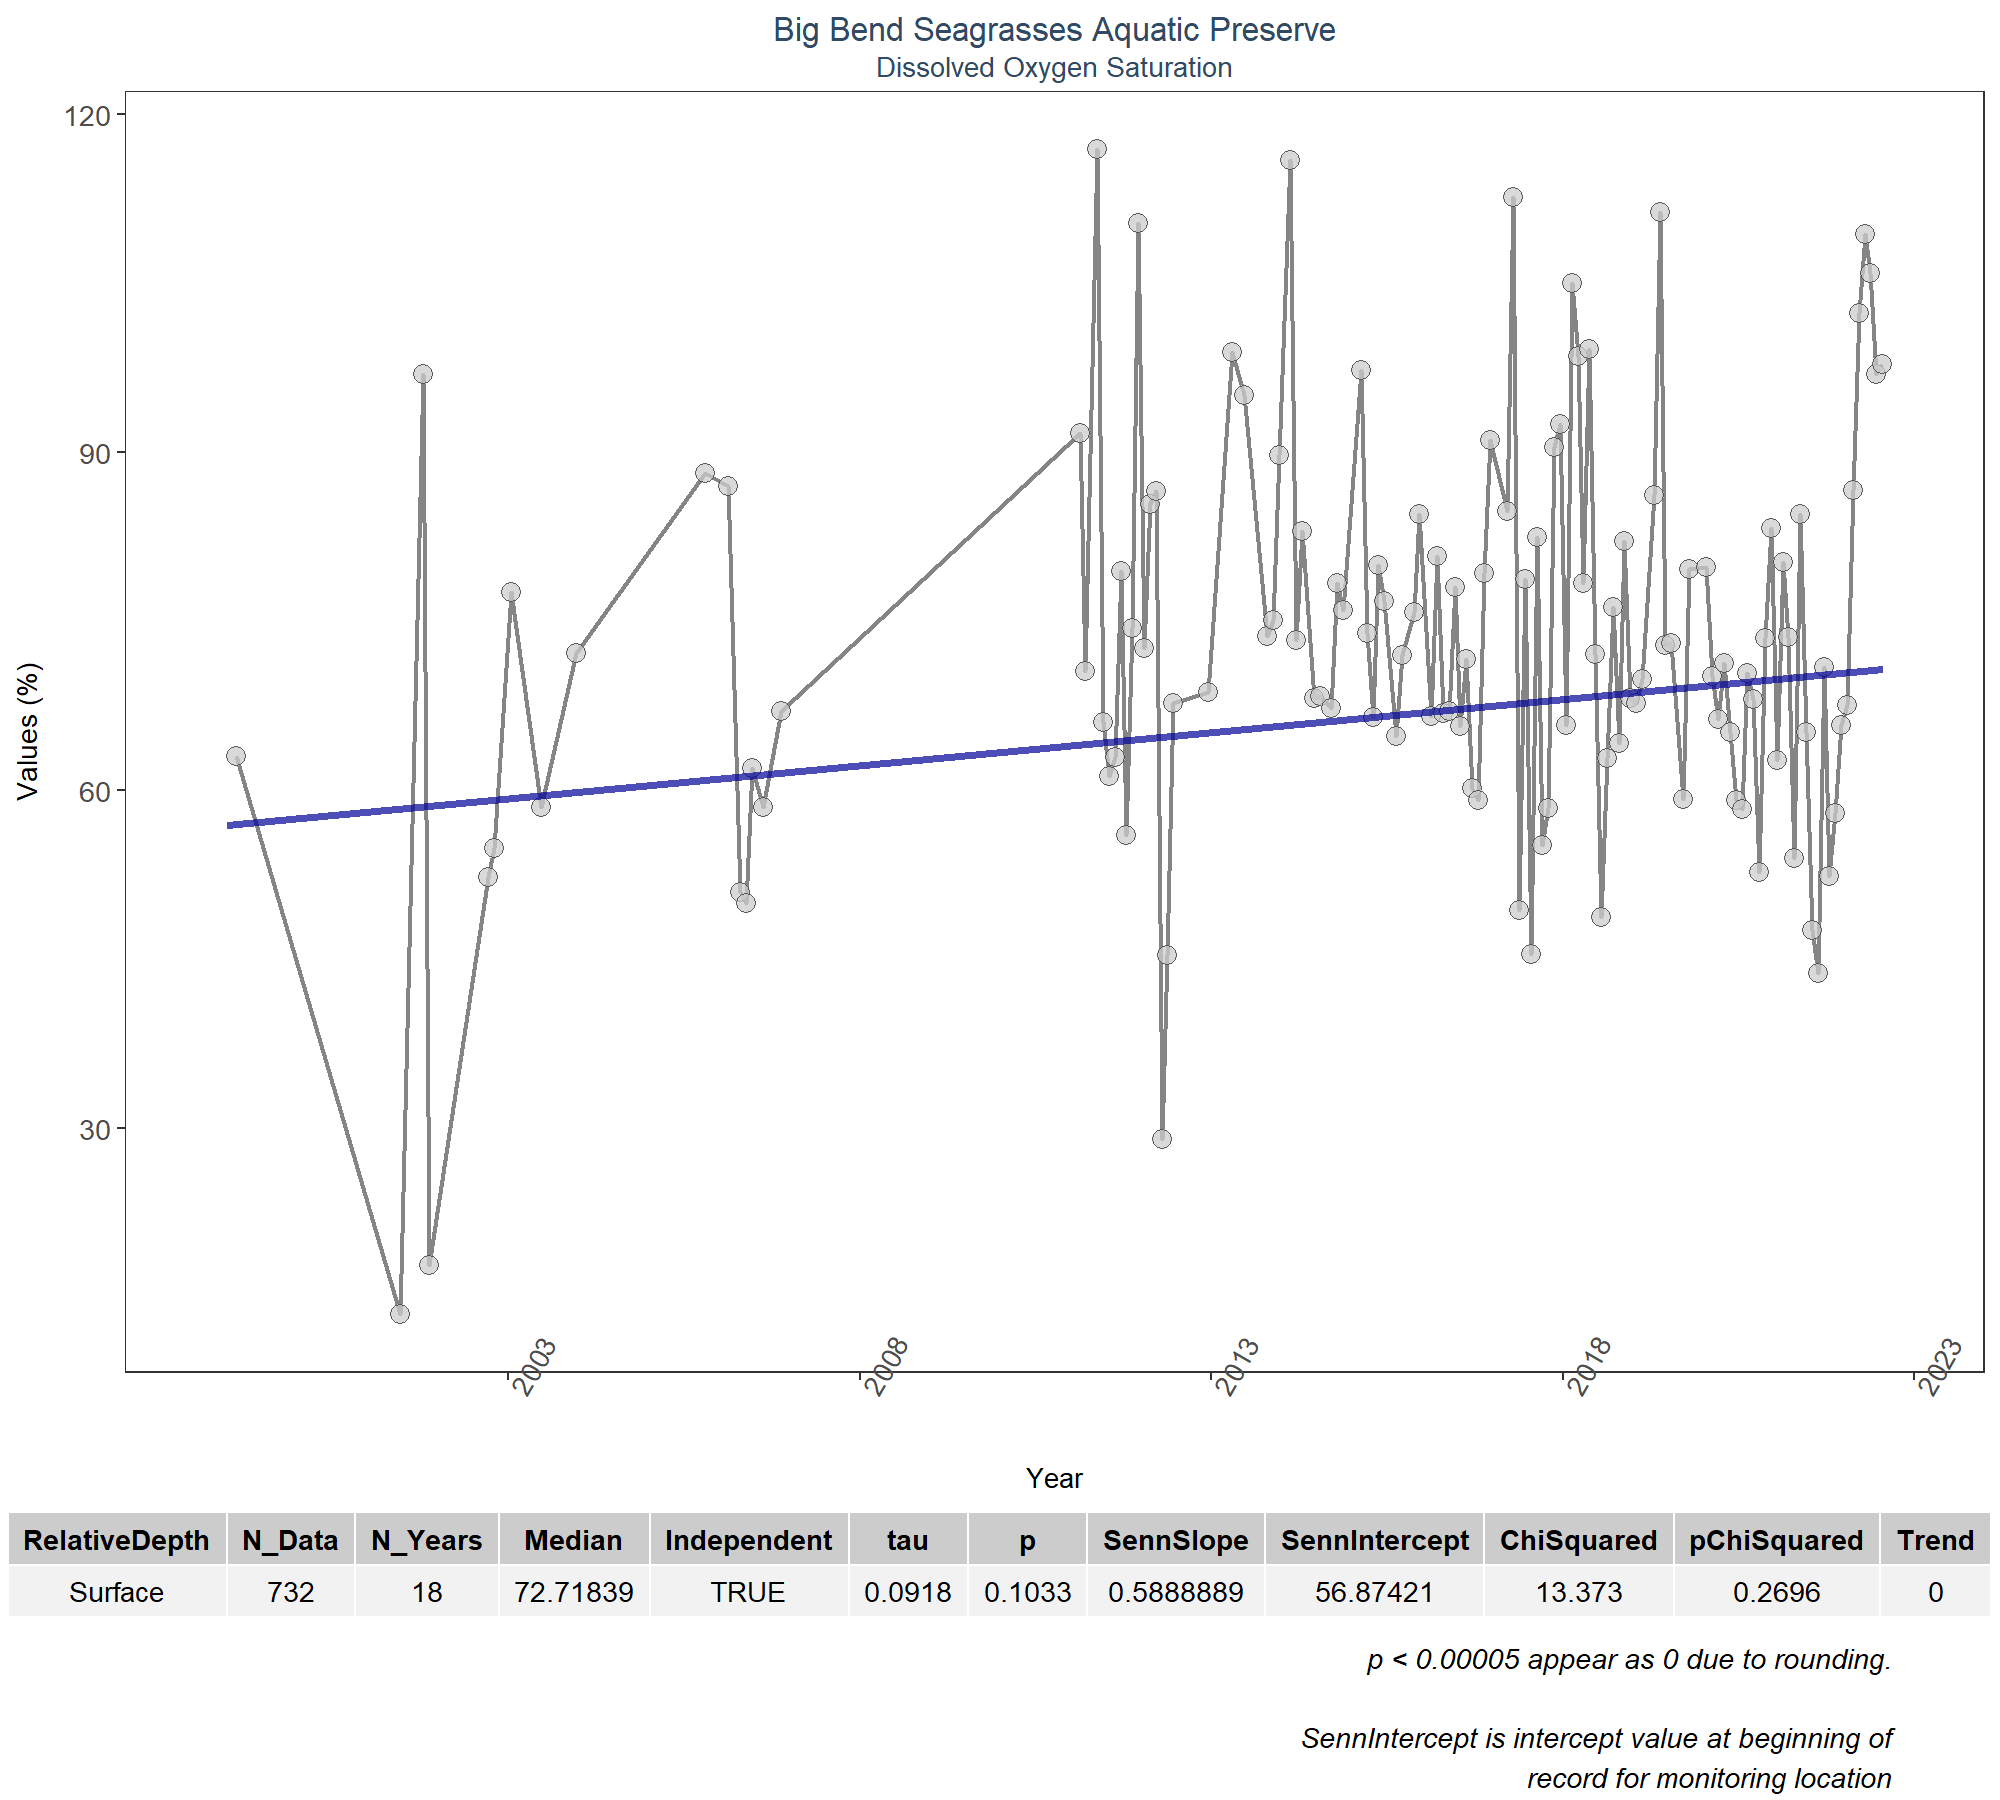 Big Bend Seagrasses Aquatic Preserve
Dissolved Oxygen Saturation
120
90
60
30
Values (%)
2003 2008 2013 2018 2023
Year
RelativeDepth N_Data N_Years Median Independent tau p SennSlope SennIntercept ChiSquared pChiSquared Trend
Surface 732 18 72.71839 TRUE 0.0918 0.1033 0.5888889 56.87421 13.373 0.2696 0
p < 0.00005 appear as 0 due to rounding.
SennIntercept is intercept value at beginning of
record for monitoring location